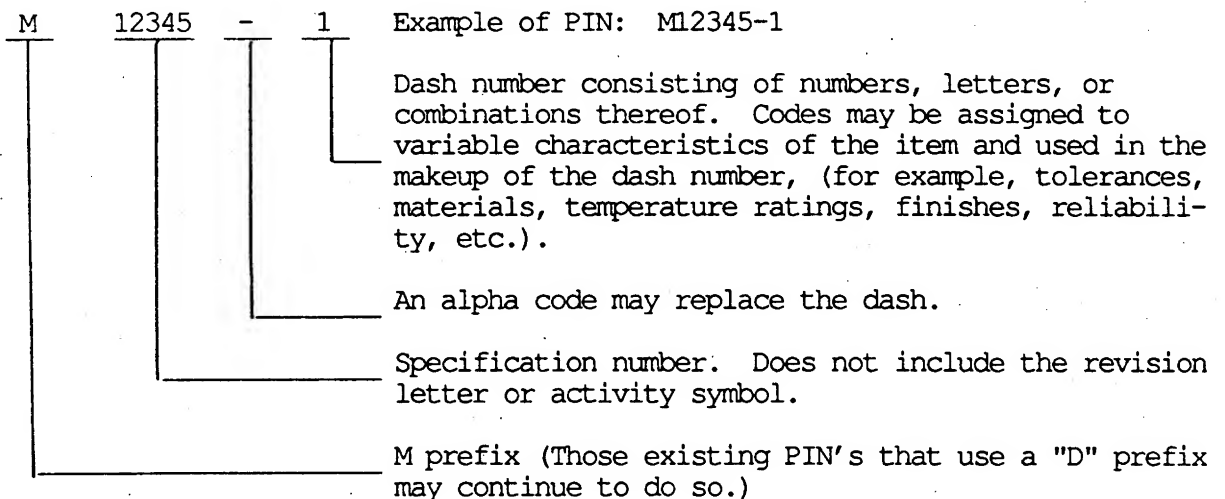 M 12345 - 1 Example of PIN: M12345-1
Dash number consisting of numbers, letters, or
combinations thereof. Codes may be assigned to
variable characteristics of the item and used in the
makeup of the dash number, (for example, tolerances,
materials, temperature ratings, finishes, reliabili-
ty, etc.).
An alpha code may replace the dash.
Specification number. Does not include the revision
letter or activity symbol.
M prefix (Those existing PIN's that use a "D" prefix
may continue to do so.)